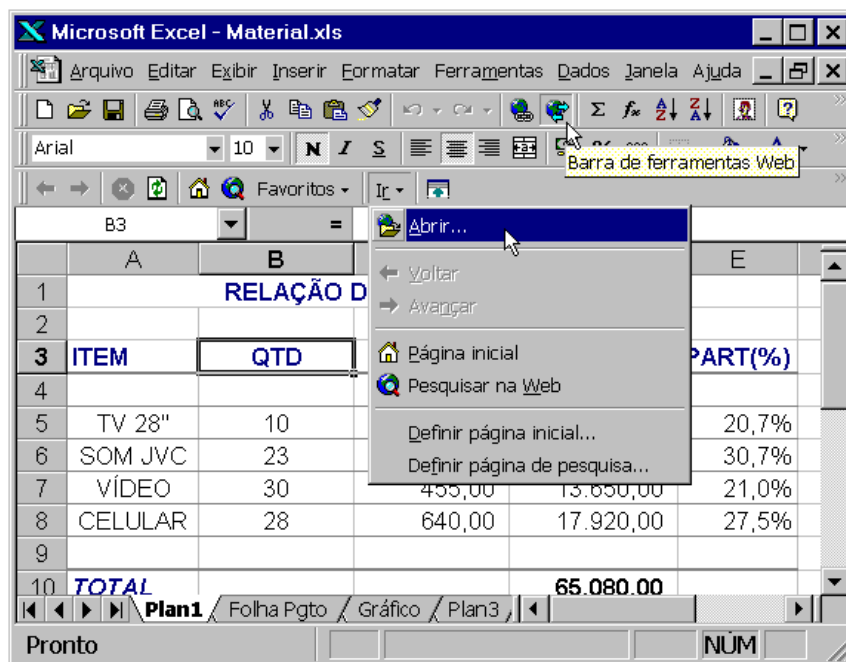 Microsoft Excel - Material.xls
Arquivo Editar Exibir Inserir Formatar Ferramentas Dados Janela Ajuda
Arial 10 N I S
Barra de ferramentas Web
Favoritos Ir
B3 =
Abrir...
Voltar
Avançar
Página inicial
Pesquisar na Web
Definir página inicial...
Definir página de pesquisa...
A B E
1 RELAÇÃO D
2
3 ITEM QTD PART(%)
4
5 TV 28" 10 20,7%
6 SOM JVC 23 30,7%
7 VÍDEO 30 455,00 13.650,00 21,0%
8 CELULAR 28 640,00 17.920,00 27,5%
9
10 TOTAL 65.080,00
Plan1 Folha Pgto Gráfico Plan3
Pronto NÚM